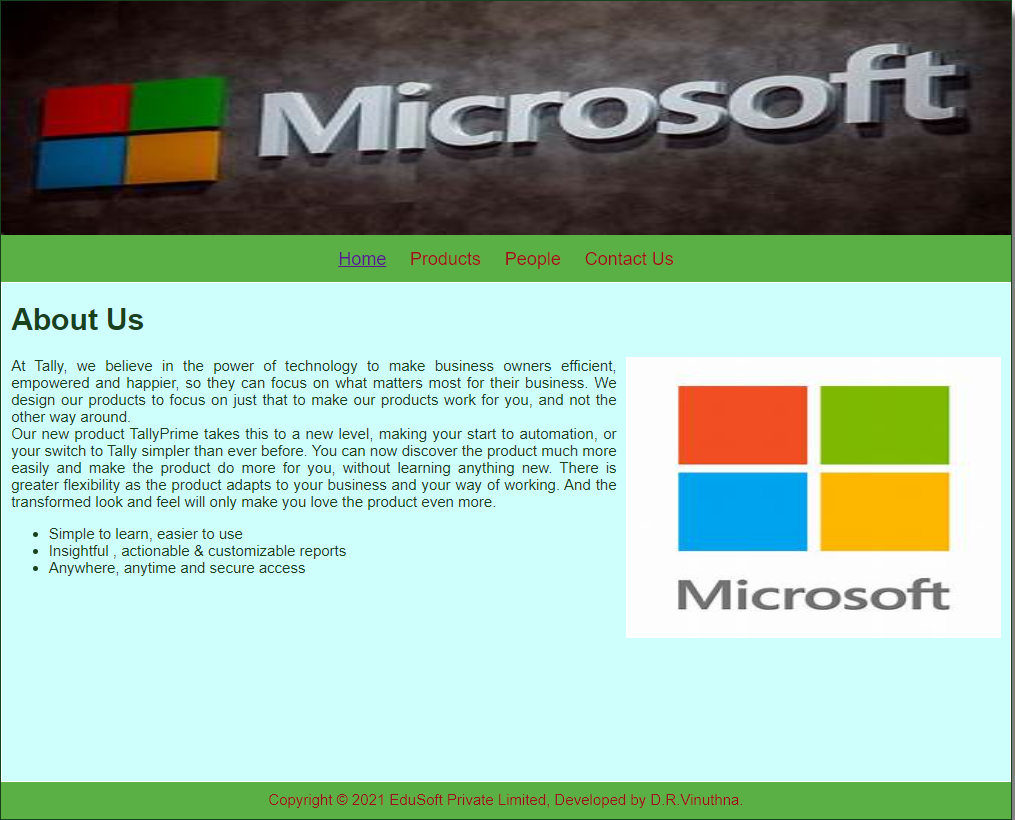 Microsoft
Home Products People Contact Us
About Us
At Tally, we believe in the power of technology to make business owners efficient,
empowered and happier, so they can focus on what matters most for their business. We
design our products to focus on just that to make our products work for you, and not the
other way around.
Our new product TallyPrime takes this to a new level, making your start to automation, or
your switch to Tally simpler than ever before. You can now discover the product much more
easily and make the product do more for you, without learning anything new. There is
greater flexibility as the product adapts to your business and your way of working. And the
transformed look and feel will only make you love the product even more.
Simple to learn, easier to use
Insightful , actionable & customizable reports
Anywhere, anytime and secure access
Microsoft
Copyright © 2021 EduSoft Private Limited, Developed by D.R.Vinuthna.